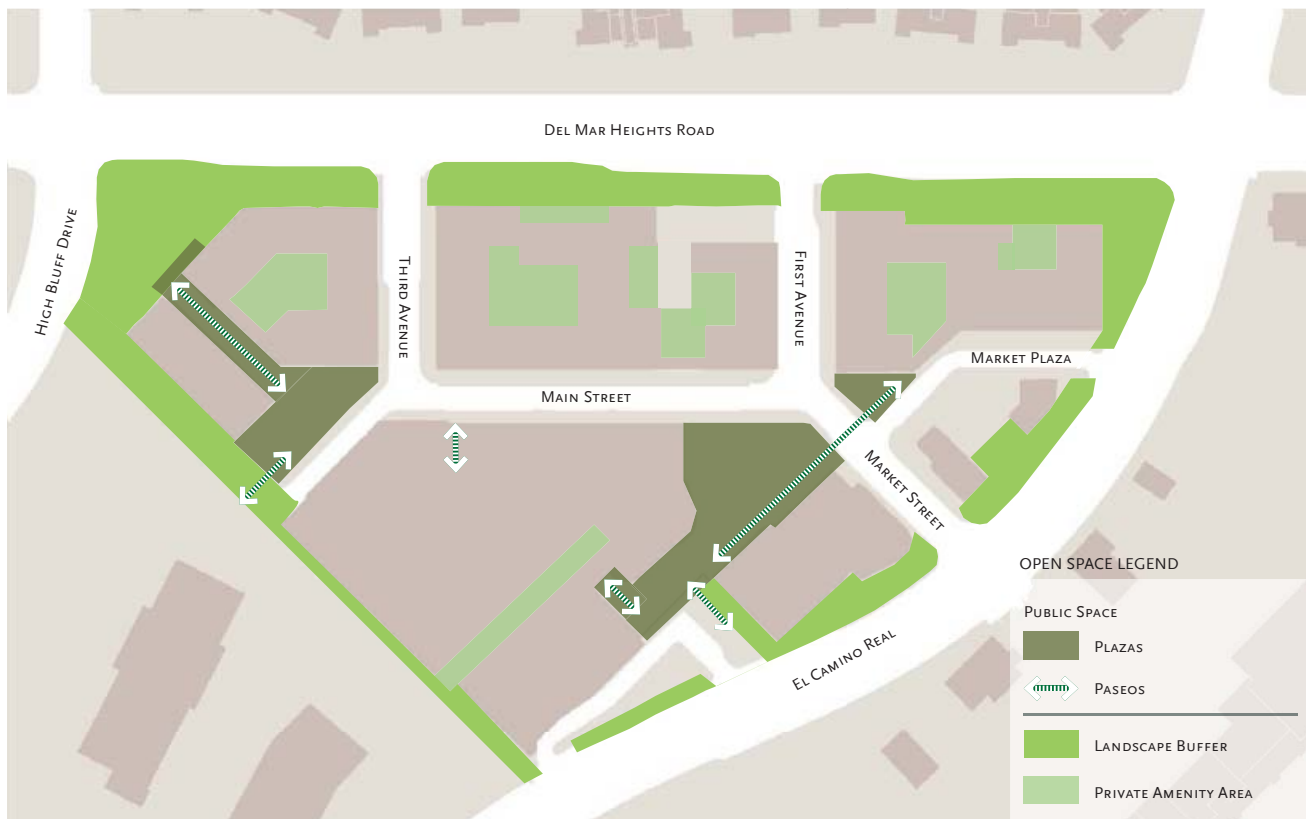 DEL MAR HEIGHTS ROAD
HIGH BLUFF DRIVE
THIRD AVENUE
FIRST AVENUE
MARKET PLAZA
MAIN STREET
MARKET STREET
EL CAMINO REAL
OPEN SPACE LEGEND
PUBLIC SPACE
PLAZAS
PASEOS
LANDSCAPE BUFFER
PRIVATE AMENITY AREA